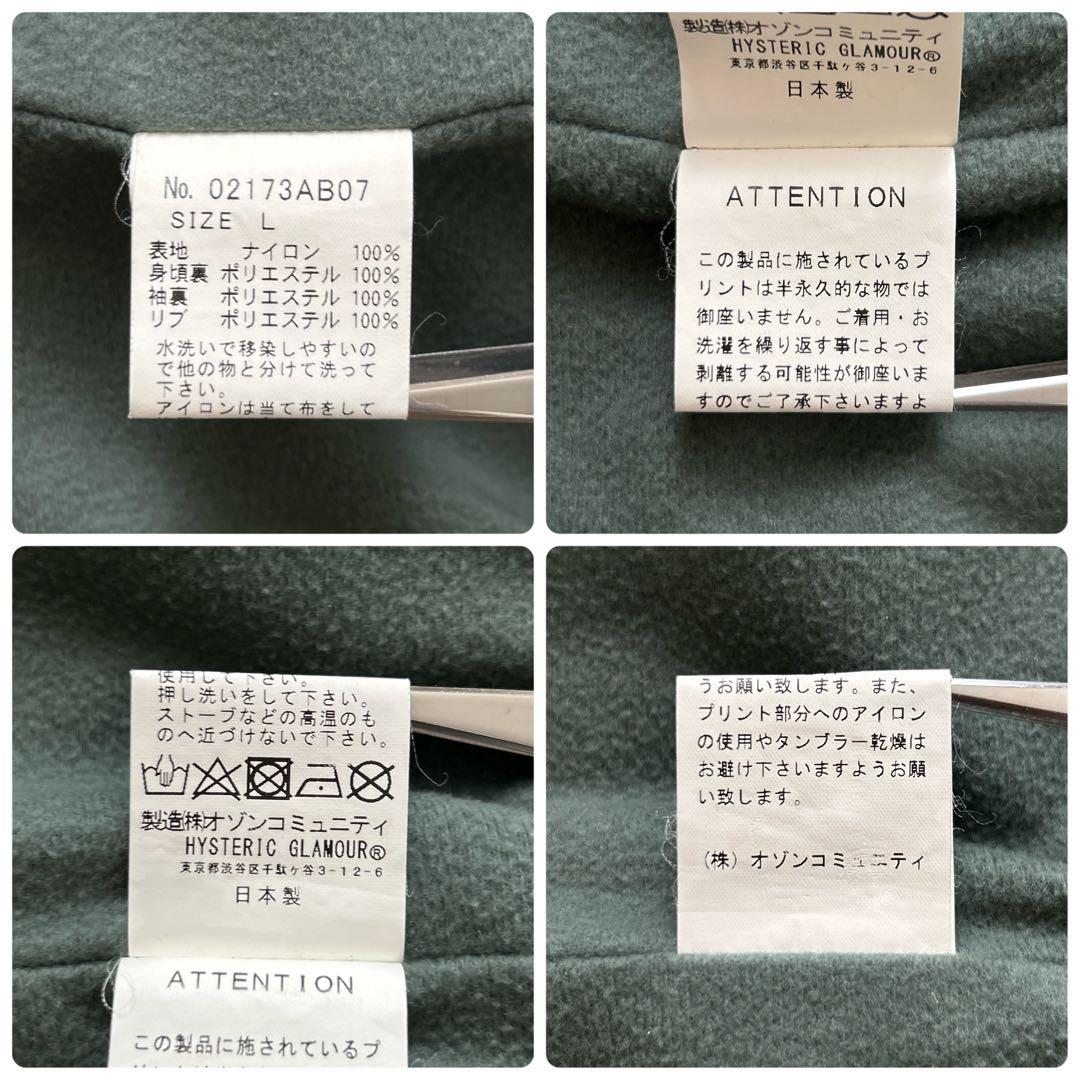 No. 02173AB07
SIZE L
表地 ナイロン 100%
身頃裏 ポリエステル 100%
袖裏 ポリエステル 100%
リブ ポリエステル 100%
水洗いで移染しやすいの
で他の物と分けて洗って
下さい。
アイロンは当て布をして
製造(株)オゾンコミュニティ
HYSTERIC GLAMOUR®
東京都渋谷区千駄ヶ谷3-12-6
日本製
ATTENTION
この製品に施されているプ
リントは半永久的な物では
御座いません。ご着用・お
洗濯を繰り返す事によって
剥離する可能性が御座いま
すのでご了承下さいますよ
使用して下さい。
押し洗いをして下さい。
ストーブなどの高温のも
のへ近づけないで下さい。
製造(株)オゾンコミュニティ
HYSTERIC GLAMOUR®
東京都渋谷区千駄ヶ谷3-12-6
日本製
ATTENTION
この製品に施されているプ
うお願い致します。また、
プリント部分へのアイロン
の使用やタンブラー乾燥は
お避け下さいますようお願
い致します。
(株)オゾンコミュニティ